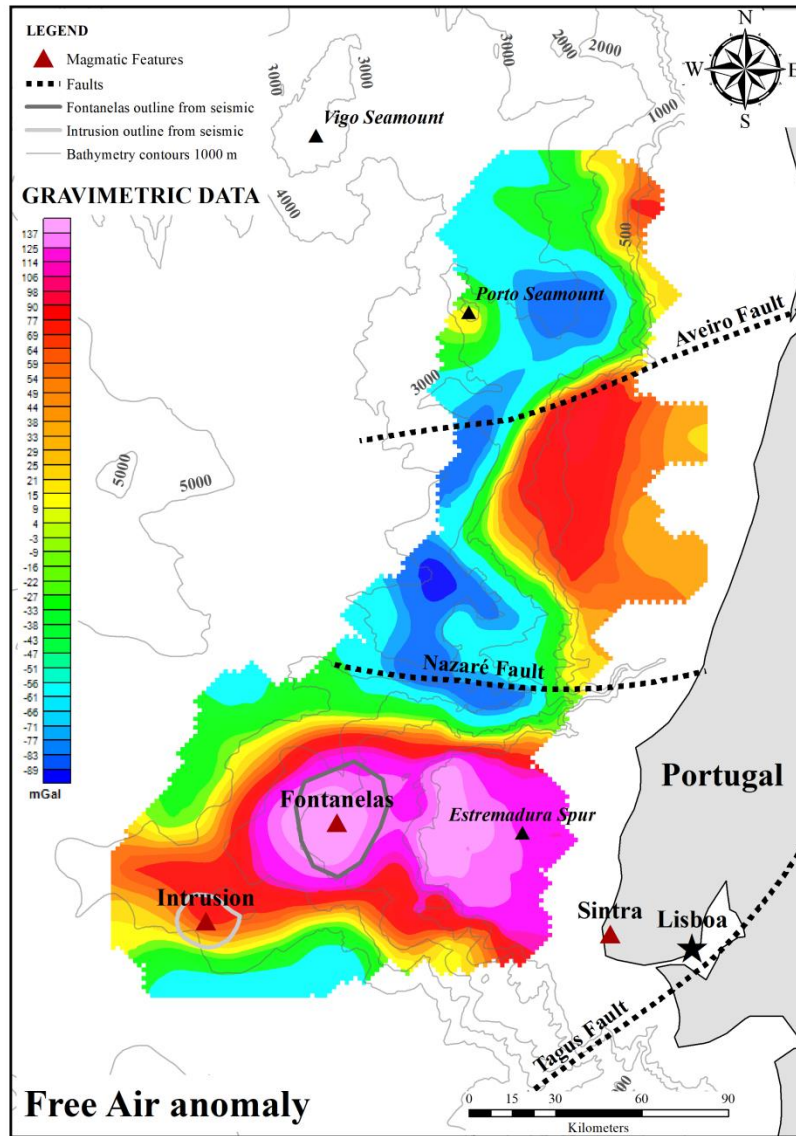 LEGEND
Magmatic Features
Faults
Fontanelas outline from seismic
Intrusion outline from seismic
Bathymetry contours 1000 m
GRAVIMETRIC DATA
137
125
114
106
98
90
77
69
64
59
54
49
44
38
33
29
25
21
15
9
4
-3
-9
-16
-22
-27
-33
-38
-43
-47
-51
-56
-61
-66
-71
-77
-83
-89
mGal
N
W
E
S
3000
3000
3000
2000
2000
1000
Vigo Seamount
4000
500
Porto Seamount
Aveiro Fault
3000
5000
5000
Nazaré Fault
Portugal
Fontanelas
Estremadura Spur
Intrusion
Sintra
Lisboa
Tagus Fault
Free Air anomaly
0 15 30 60 90
Kilometers